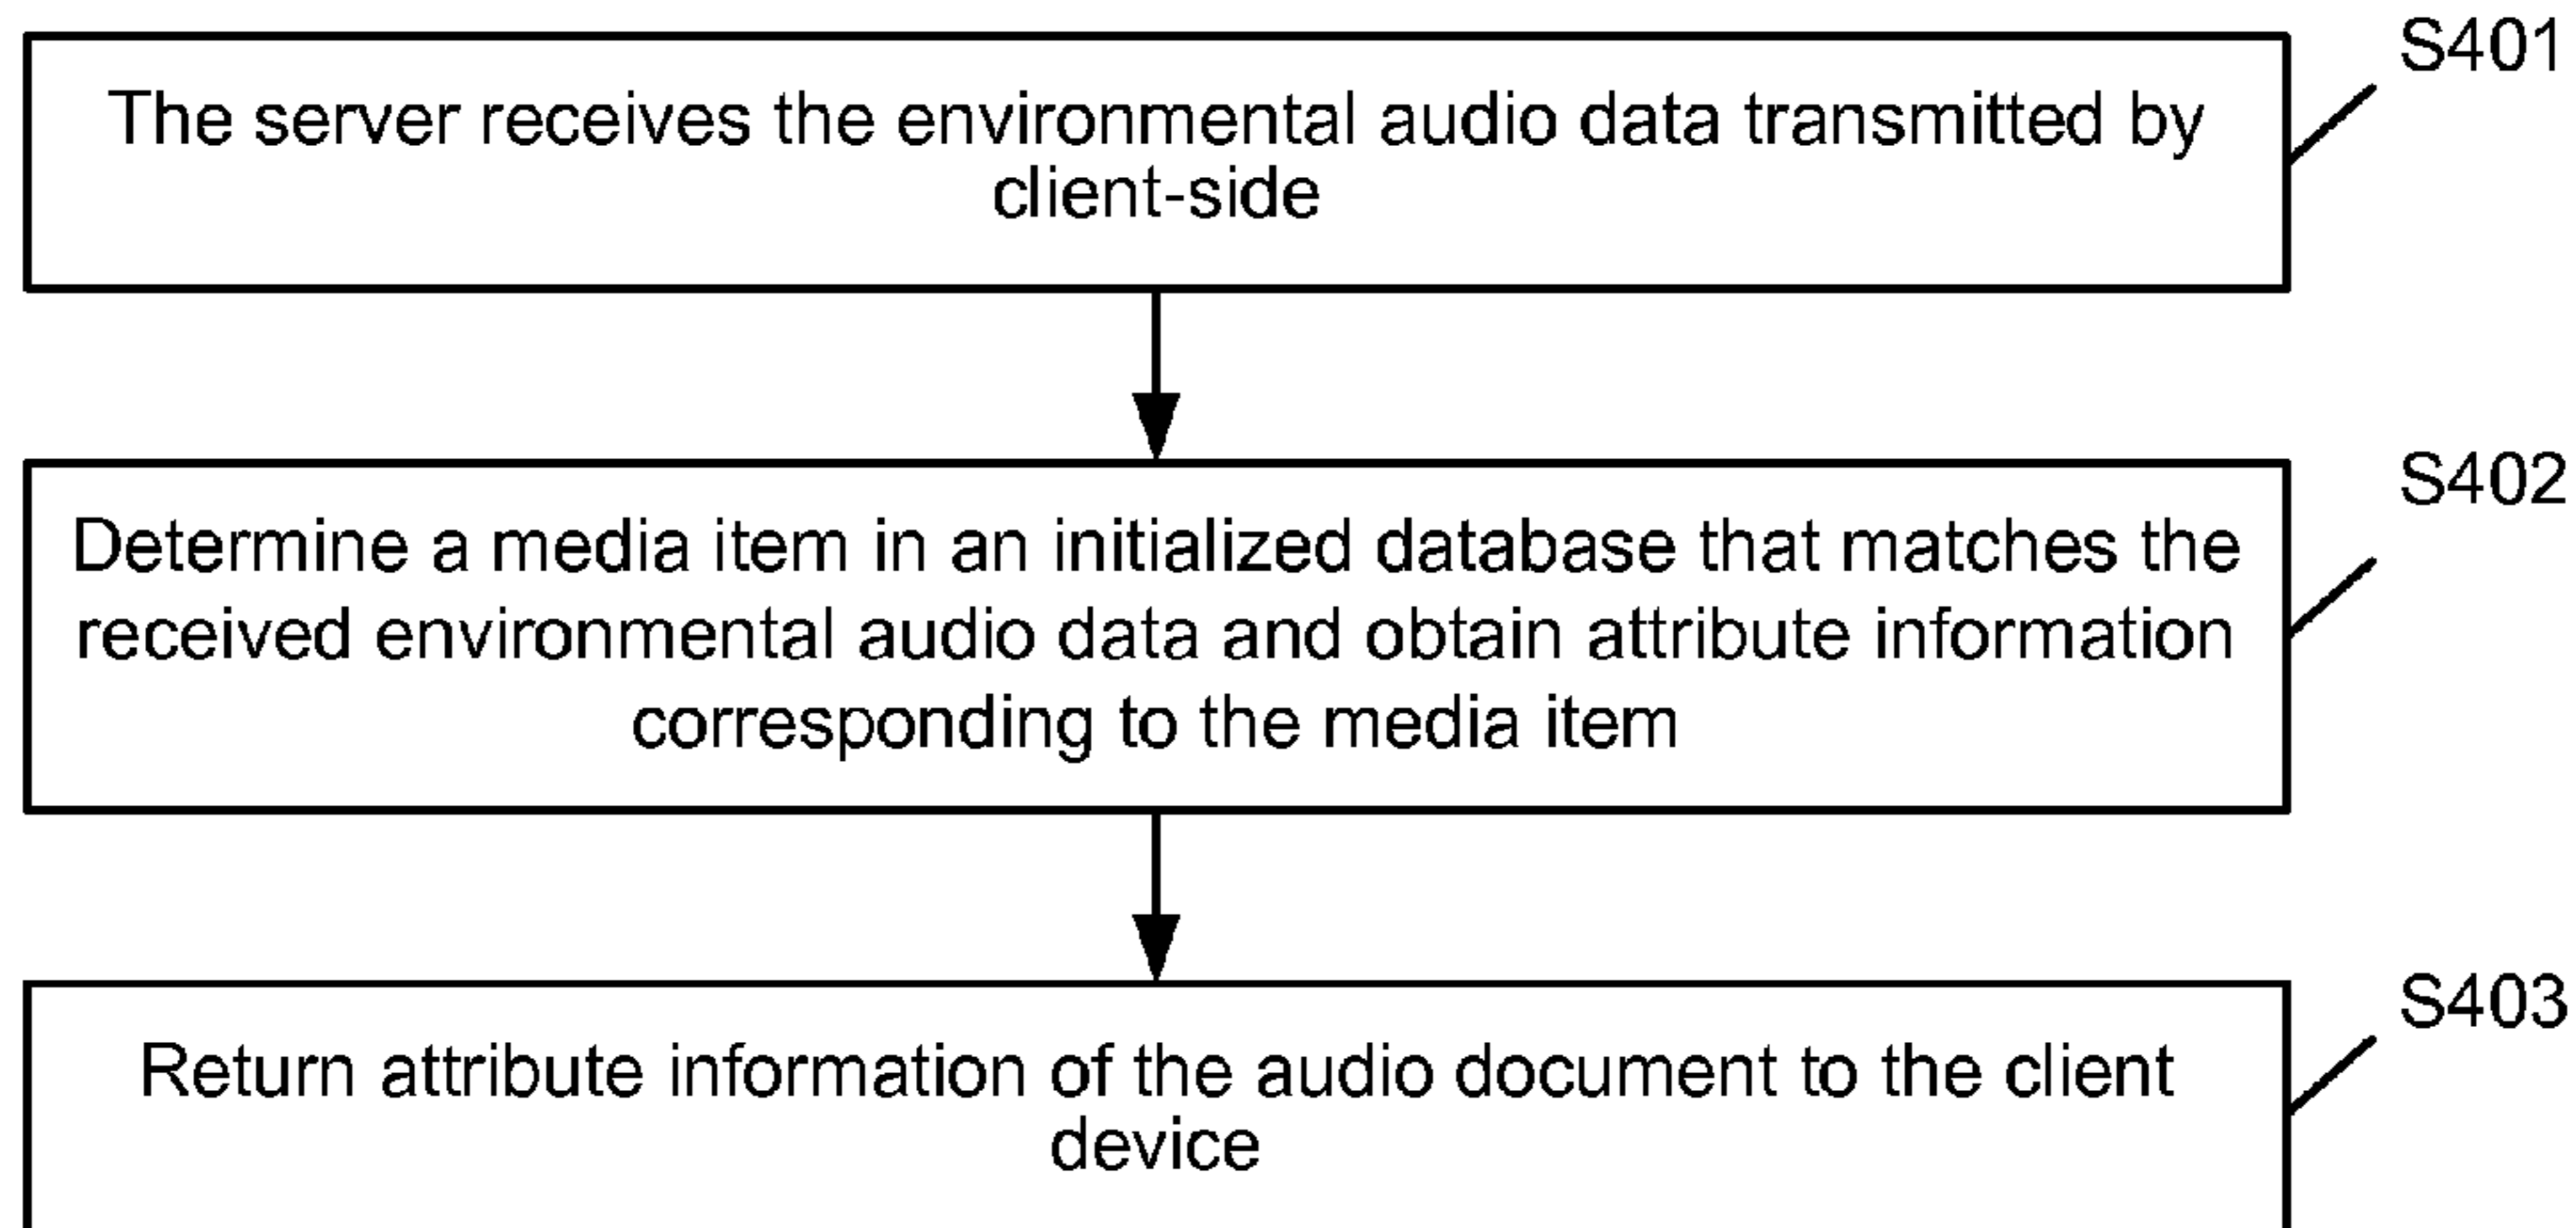 S401
The server receives the environmental audio data transmitted by
client-side
S402
Determine a media item in an initialized database that matches the
received environmental audio data and obtain attribute information
corresponding to the media item
S403
Return attribute information of the audio document to the client
device